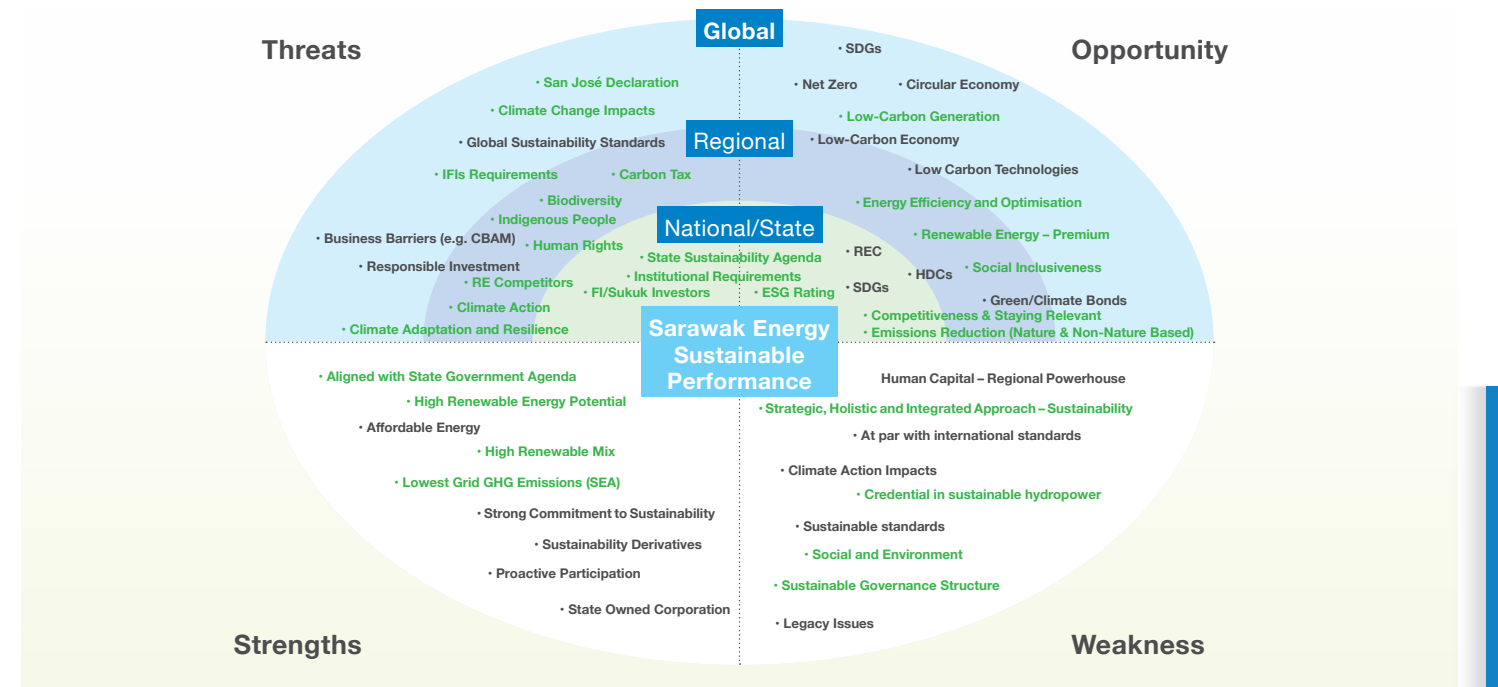 Global
Threats
Opportunity
• SDGs
• San José Declaration
• Net Zero
• Circular Economy
• Climate Change Impacts
• Low-Carbon Generation
Regional
• Global Sustainability Standards
• Low-Carbon Economy
• IFIs Requirements
• Carbon Tax
• Low Carbon Technologies
• Biodiversity
• Energy Efficiency and Optimisation
• Indigenous People
National/State
• Business Barriers (e.g. CBAM)
• Human Rights
• Renewable Energy – Premium
• State Sustainability Agenda
• REC
• Responsible Investment
• Institutional Requirements
• HDCs
• Social Inclusiveness
• RE Competitors
• FI/Sukuk Investors
• ESG Rating
• SDGs
• Green/Climate Bonds
• Climate Action
• Competitiveness & Staying Relevant
• Climate Adaptation and Resilience
• Emissions Reduction (Nature & Non-Nature Based)
Sarawak Energy
Sustainable
Performance
• Aligned with State Government Agenda
• High Renewable Energy Potential
• Affordable Energy
• High Renewable Mix
• Lowest Grid GHG Emissions (SEA)
• Strong Commitment to Sustainability
• Sustainability Derivatives
• Proactive Participation
• State Owned Corporation
Strengths
Human Capital – Regional Powerhouse
• Strategic, Holistic and Integrated Approach – Sustainability
• At par with international standards
• Climate Action Impacts
• Credential in sustainable hydropower
• Sustainable standards
• Social and Environment
• Sustainable Governance Structure
• Legacy Issues
Weakness